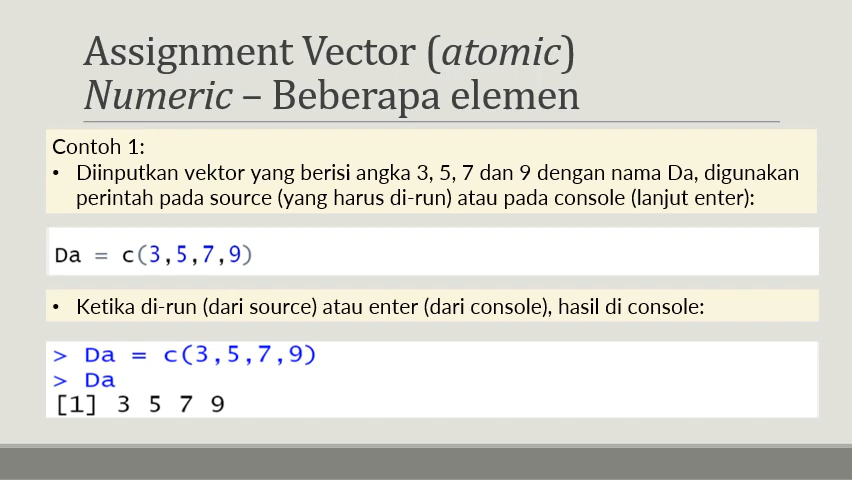 Assignment Vector (atomic)
Numeric – Beberapa elemen
Contoh 1:
• Diinputkan vektor yang berisi angka 3, 5, 7 dan 9 dengan nama Da, digunakan
perintah pada source (yang harus di-run) atau pada console (lanjut enter):
Da = c(3,5,7,9)
• Ketika di-run (dari source) atau enter (dari console), hasil di console:
> Da = c(3,5,7,9)
> Da
[1] 3 5 7 9